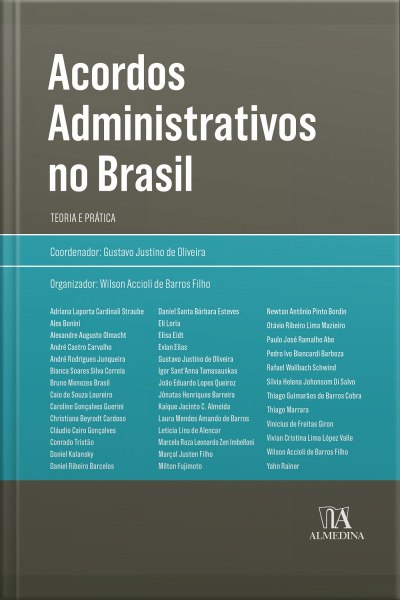 Acordos
Administrativos
no Brasil
TEORIA E PRÁTICA
Coordenador: Gustavo Justino de Oliveira
Organizador: Wilson Accioli de Barros Filho
Adriana Laporta Cardinali Straube
Alex Bonini
Alexandre Augusto Olmacht
André Castro Carvalho
André Rodrigues Junqueira
Bianca Soares Silva Correia
Bruno Menezes Brasil
Caio de Souza Loureiro
Caroline Gonçalves Guerini
Christiana Beyrodt Cardoso
Cláudio Cairo Gonçalves
Conrado Tristão
Daniel Kalansky
Daniel Ribeiro Barcelos
Daniel Santa Bárbara Esteves
Eli Loria
Elisa Eidt
Evian Elias
Gustavo Justino de Oliveira
Igor Sant'Anna Tamasauskas
João Eduardo Lopes Queiroz
Jônatas Henriques Barreira
Kaíque Jacinto C. Almeida
Laura Mendes Amando de Barros
Letícia Lins de Alencar
Marcela Roza Leonardo Zen Imbelloni
Marçal Justen Filho
Milton Fujimoto
Newton Antônio Pinto Bordin
Otávio Ribeiro Lima Mazieiro
Paulo José Ramalho Abe
Pedro Ivo Biancardi Barboza
Rafael Wallbach Schwind
Silvia Helena Johonsom Di Salvo
Thiago Guimarães de Barros Cobra
Thiago Marrara
Vinicius de Freitas Giron
Vivian Cristina Lima López Valle
Wilson Accioli de Barros Filho
Yahn Rainer
ALMEDINA